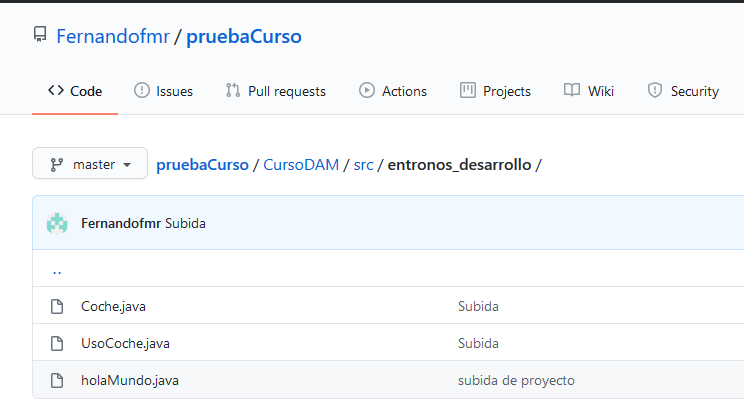 Fernandofmr / pruebaCurso
Code Issues Pull requests Actions Projects Wiki Security
master pruebaCurso / CursoDAM / src / entronos_desarrollo /
Fernandofmr Subida
..
Coche.java Subida
UsoCoche.java Subida
holaMundo.java subida de proyecto